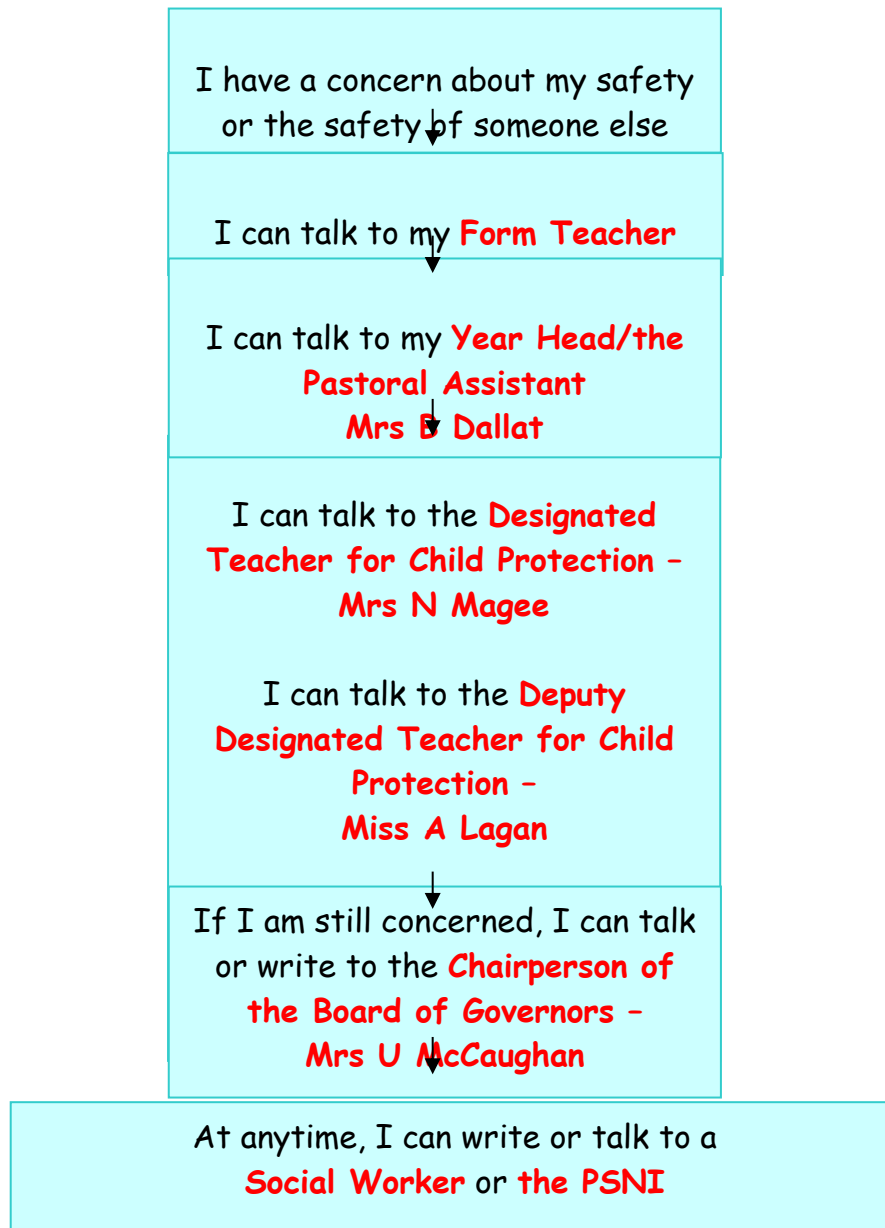 I have a concern about my safety
or the safety of someone else
I can talk to my Form Teacher
I can talk to my Year Head/the
Pastoral Assistant
Mrs B Dallat
I can talk to the Designated
Teacher for Child Protection –
Mrs N Magee
I can talk to the Deputy
Designated Teacher for Child
Protection –
Miss A Lagan
If I am still concerned, I can talk
or write to the Chairperson of
the Board of Governors –
Mrs U McCaughan
At anytime, I can write or talk to a
Social Worker or the PSNI